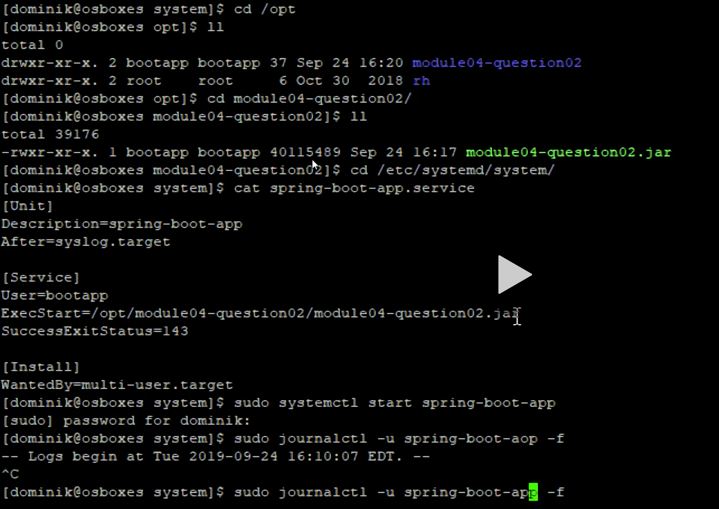 [dominik@osboxes system]$ cd /opt
[dominik@osboxes opt]$ ll
total 0
drwxr-xr-x. 2 bootapp bootapp 37 Sep 24 16:20 module04-question02
drwxr-xr-x. 2 root    root     6 Oct 30  2018 rh
[dominik@osboxes opt]$ cd module04-question02/
[dominik@osboxes module04-question02]$ ll
total 39176
-rwxr-xr-x. 1 bootapp bootapp 40115489 Sep 24 16:17 module04-question02.jar
[dominik@osboxes module04-question02]$ cd /etc/systemd/system/
[dominik@osboxes system]$ cat spring-boot-app.service
[Unit]
Description=spring-boot-app
After=syslog.target

[Service]
User=bootapp
ExecStart=/opt/module04-question02/module04-question02.jar
SuccessExitStatus=143

[Install]
WantedBy=multi-user.target
[dominik@osboxes system]$ sudo systemctl start spring-boot-app
[sudo] password for dominik:
[dominik@osboxes system]$ sudo journalctl -u spring-boot-aop -f
-- Logs begin at Tue 2019-09-24 16:10:07 EDT. --
^C
[dominik@osboxes system]$ sudo journalctl -u spring-boot-app -f